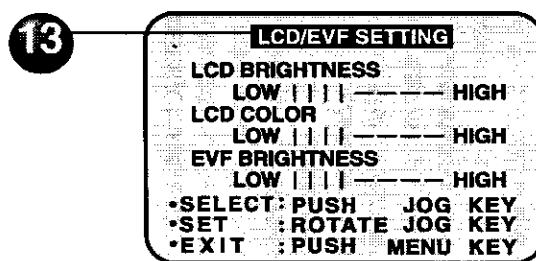 13
LCD/EVF SETTING
LCD BRIGHTNESS
LOW ||||---- HIGH
LCD COLOR
LOW ||||---- HIGH
EVF BRIGHTNESS
LOW ||||---- HIGH
•SELECT: PUSH JOG KEY
•SET : ROTATE JOG KEY
•EXIT : PUSH MENU KEY